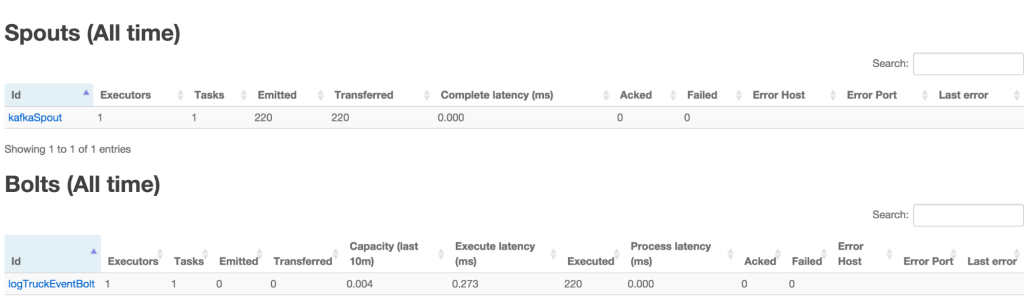 Spouts (All time)
Search:
Id Executors Tasks Emitted Transferred Complete latency (ms) Acked Failed Error Host Error Port Last error
kafkaSpout 1 1 220 220 0.000 0 0
Showing 1 to 1 of 1 entries
Bolts (All time)
Search:
Capacity (last Execute latency Process latency Error
Id Executors Tasks Emitted Transferred 10m) (ms) Executed (ms) Acked Failed Host Error Port Last error
logTruckEventBolt 1 1 0 0 0.004 0.273 220 0.000 0 0